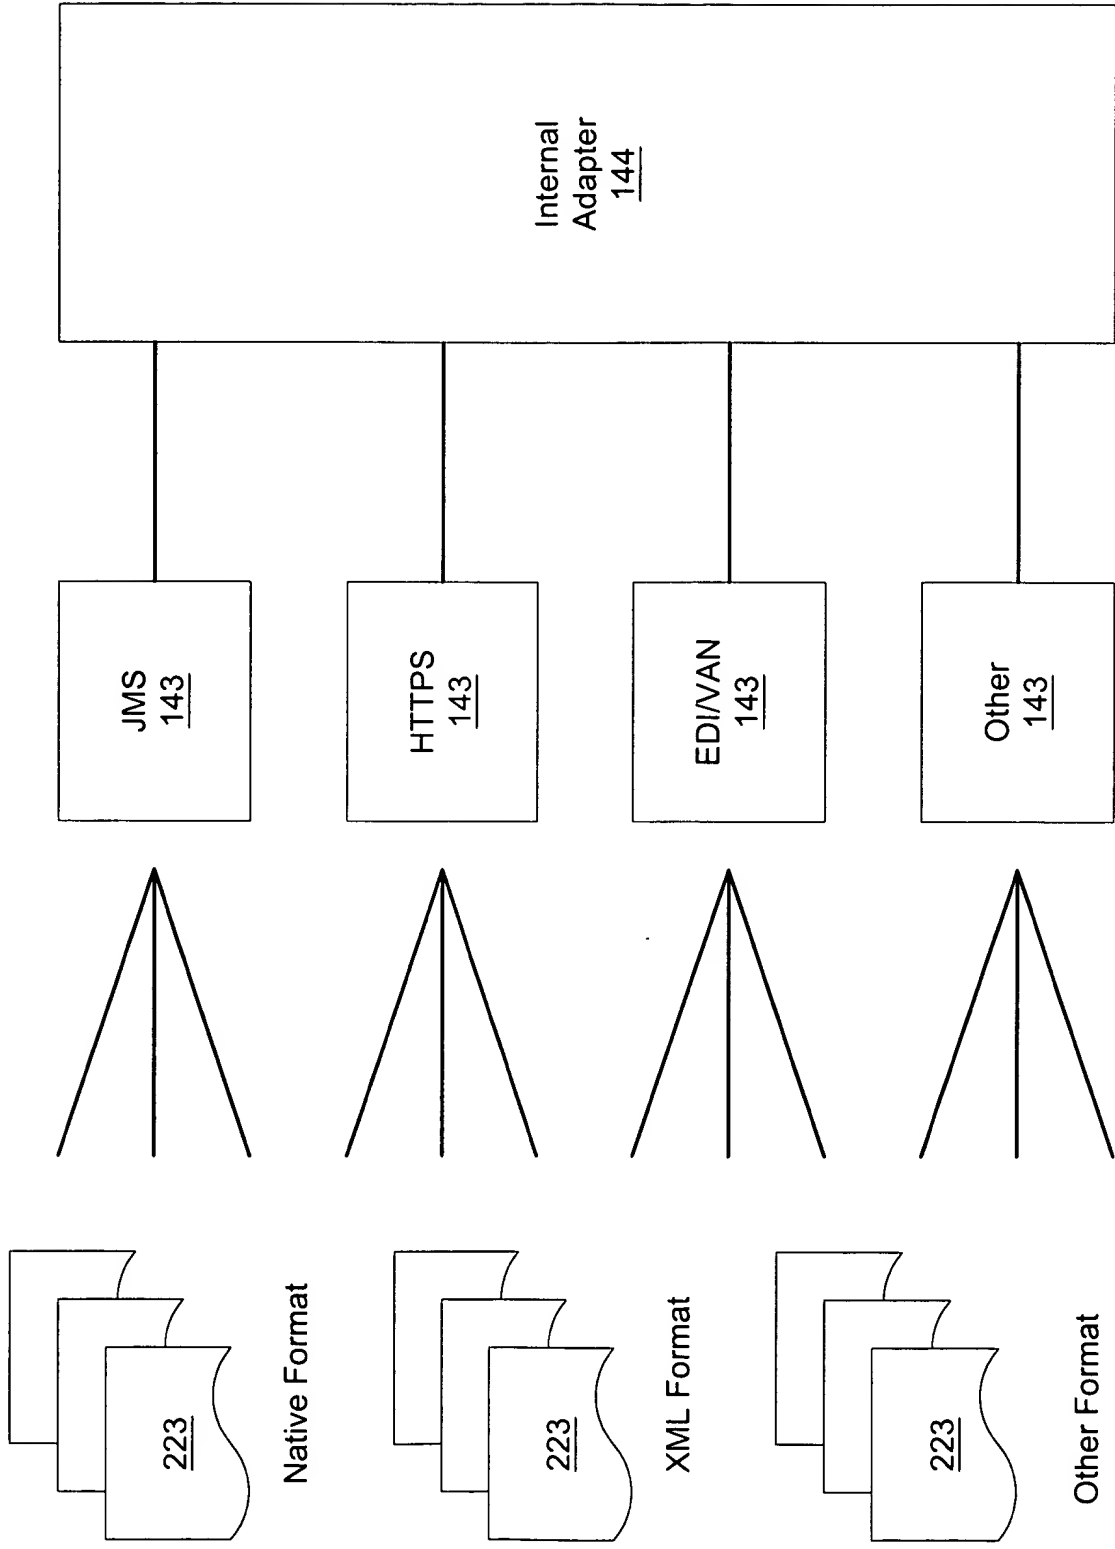 223
Native Format
223
XML Format
223
Other Format
JMS
143
HTTPS
143
EDI/VAN
143
Other
143
Internal
Adapter
144